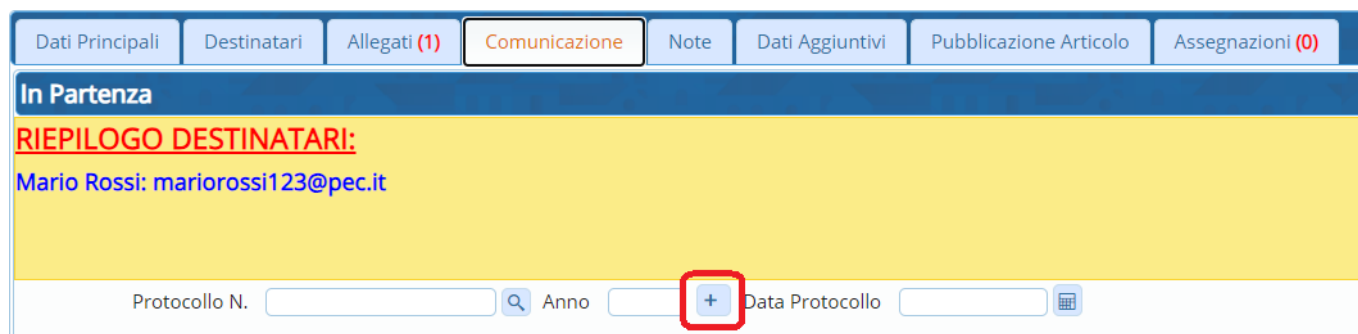 Dati Principali Destinatari Allegati (1) Comunicazione Note Dati Aggiuntivi Pubblicazione Articolo Assegnazioni (0)
In Partenza
RIEPILOGO DESTINATARI:
Mario Rossi: mariorossi123@pec.it
Protocollo N. Anno + Data Protocollo